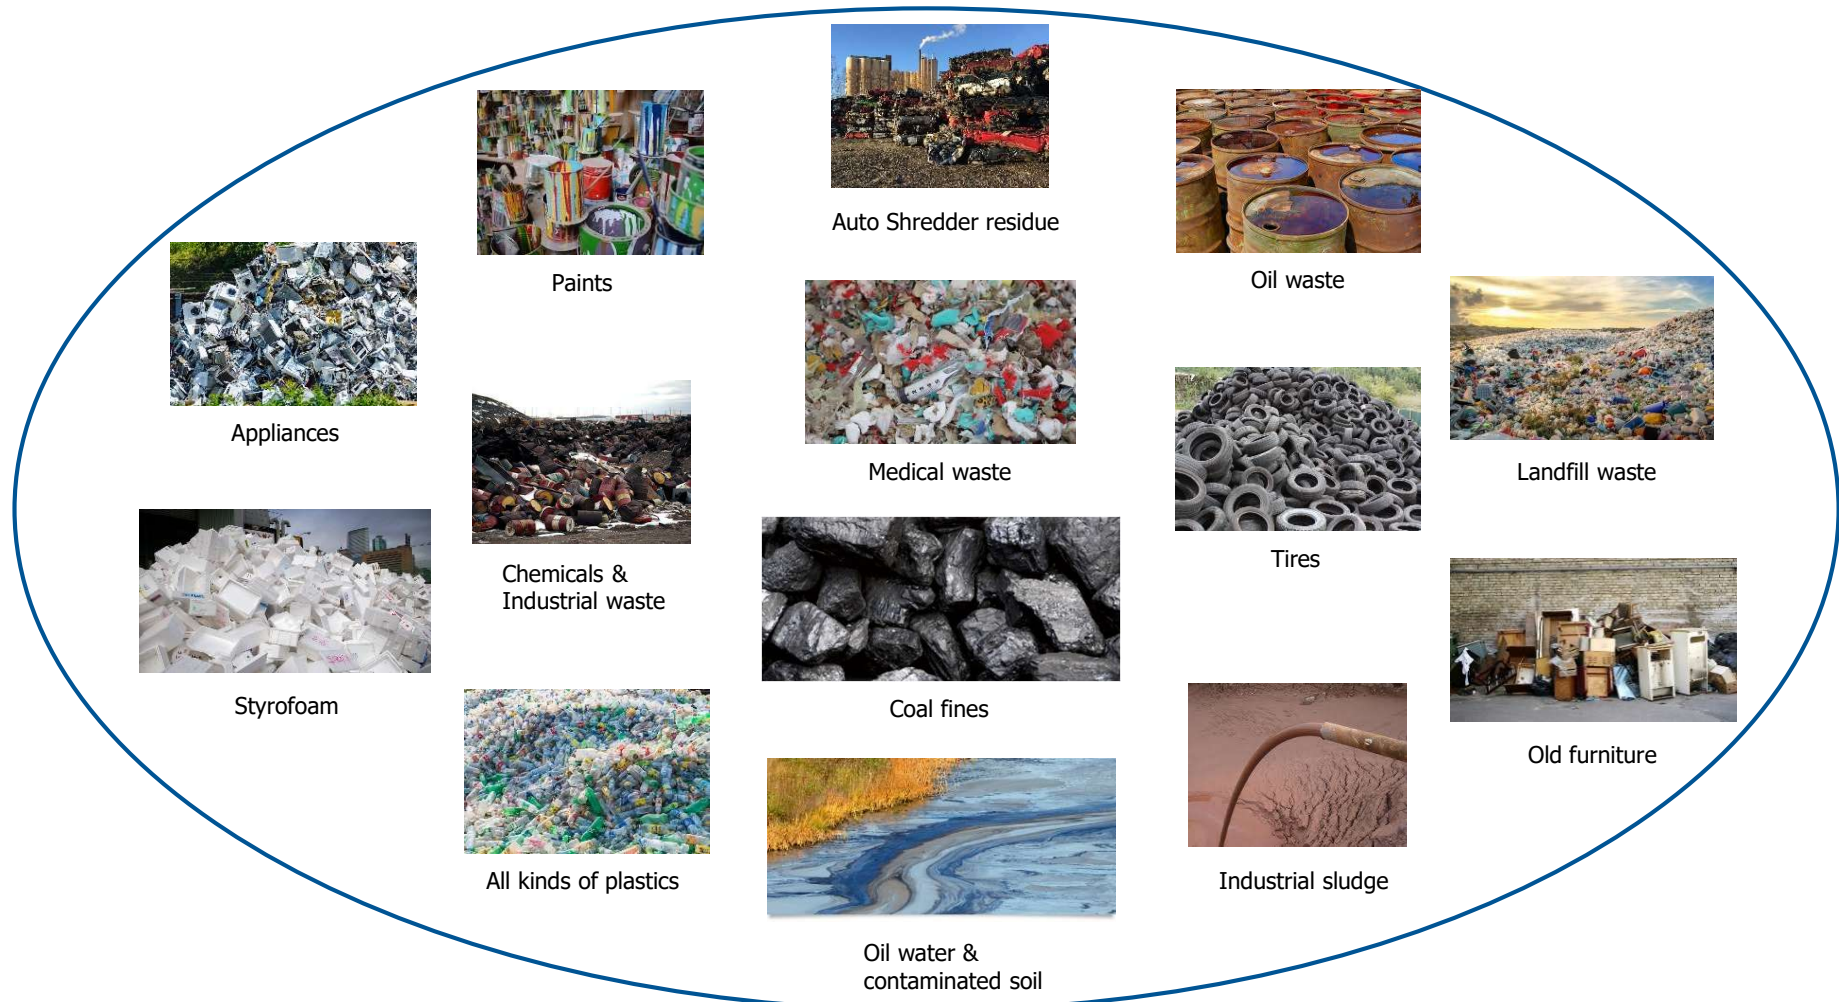 Auto Shredder residue
Paints
Oil waste
Appliances
Medical waste
Landfill waste
Chemicals &
Industrial waste
Tires
Styrofoam
Coal fines
Old furniture
All kinds of plastics
Industrial sludge
Oil water &
contaminated soil